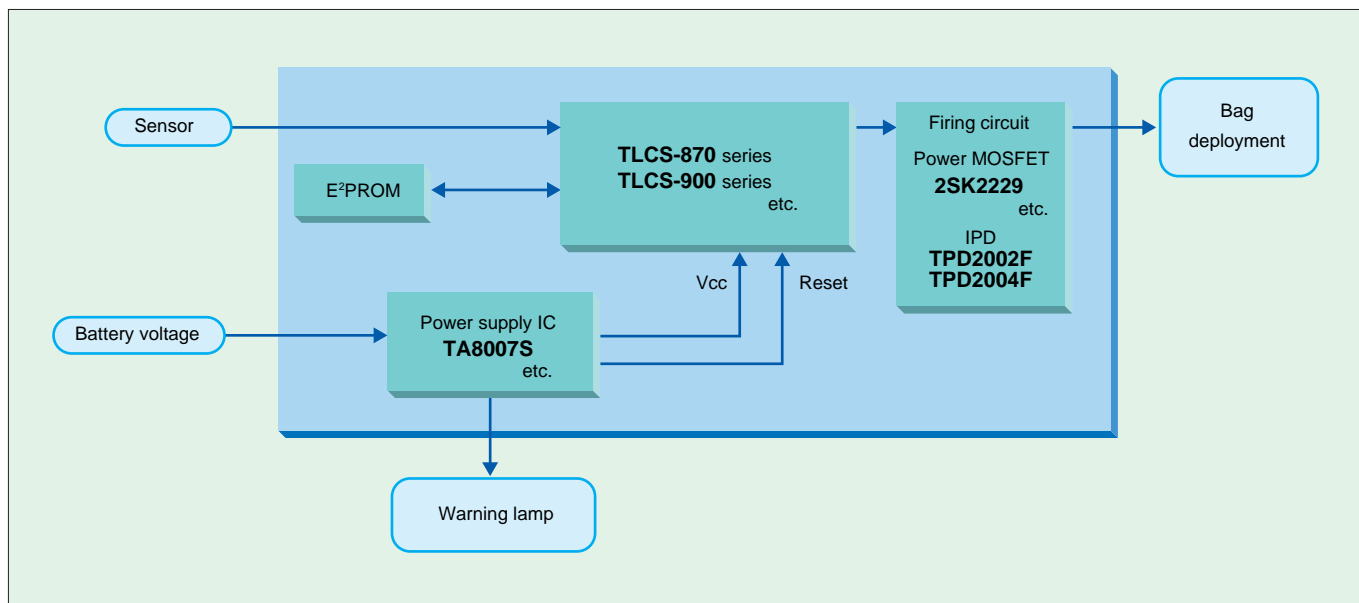 Sensor
E²PROM
TLCS-870 series
TLCS-900 series
etc.
Firing circuit
Power MOSFET
2SK2229
etc.
IPD
TPD2002F
TPD2004F
Bag
deployment
Vcc
Reset
Battery voltage
Power supply IC
TA8007S
etc.
Warning lamp